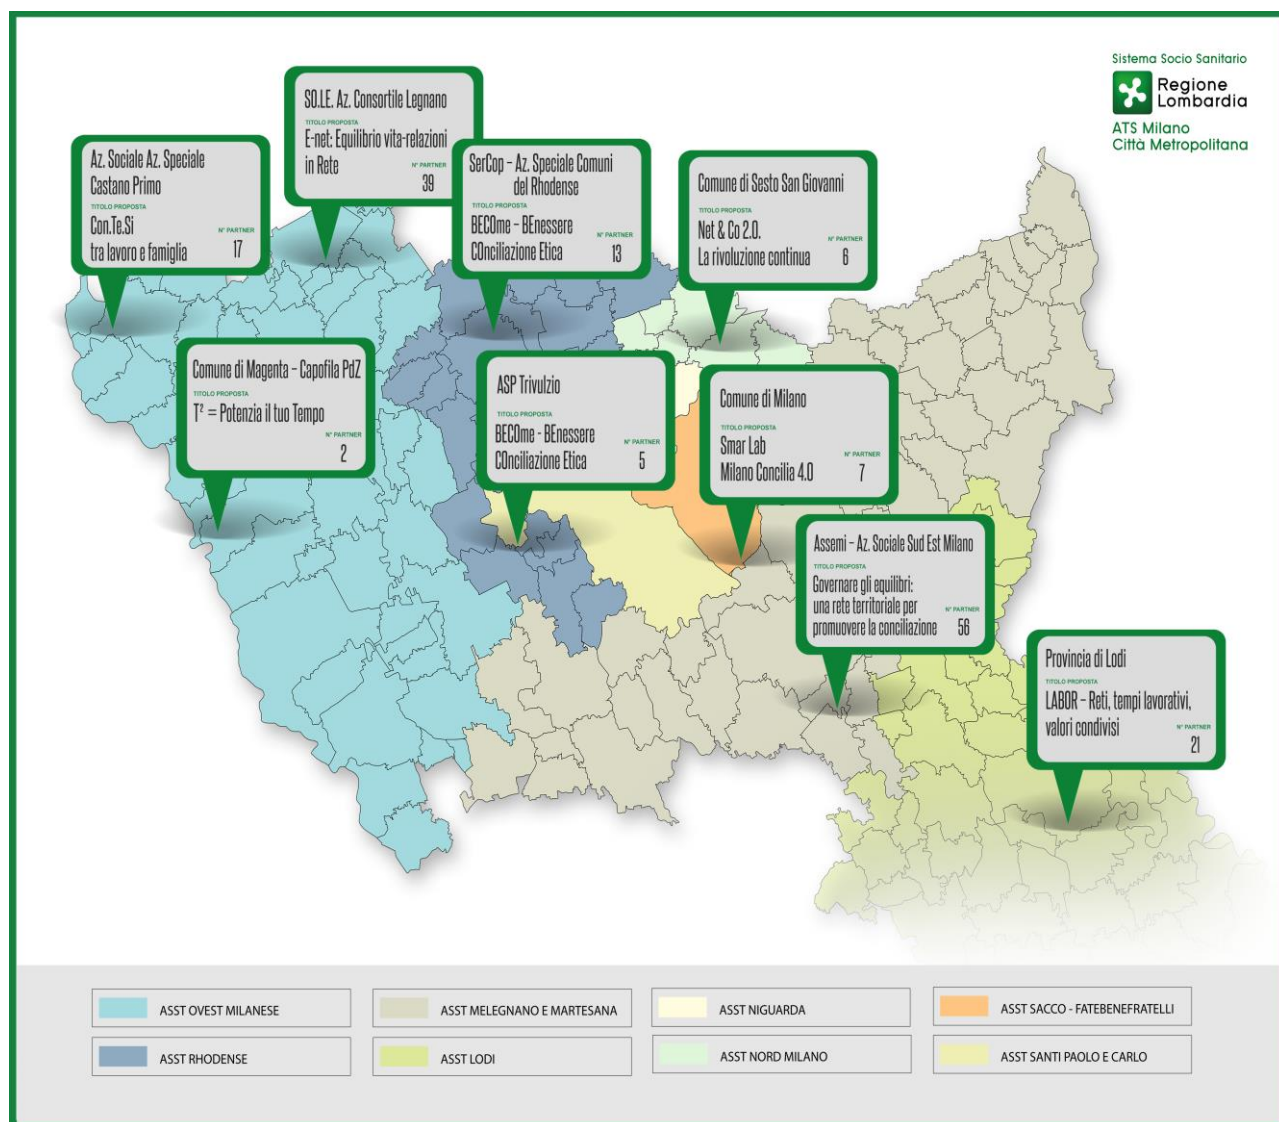 Sistema Socio Sanitario
Regione
Lombardia
ATS Milano
Città Metropolitana
SO.LE. Az. Consortile Legnano
TITOLO PROPOSTA
E-net: Equilibrio vita-relazioni
in Rete
N° PARTNER
39
Az. Sociale Az. Speciale
Castano Primo
TITOLO PROPOSTA
Con.Te.Si
tra lavoro e famiglia
N° PARTNER
17
SerCop – Az. Speciale Comuni
del Rhodense
TITOLO PROPOSTA
BECOme – BEnessere
COnciliazione Etica
N° PARTNER
13
Comune di Sesto San Giovanni
TITOLO PROPOSTA
Net & Co 2.0.
La rivoluzione continua
N° PARTNER
6
Comune di Magenta – Capofila PdZ
TITOLO PROPOSTA
T² = Potenzia il tuo Tempo
N° PARTNER
2
ASP Trivulzio
TITOLO PROPOSTA
BECOme - BEnessere
COnciliazione Etica
N° PARTNER
5
Comune di Milano
TITOLO PROPOSTA
Smar Lab
Milano Concilia 4.0
N° PARTNER
7
Assemi – Az. Sociale Sud Est Milano
TITOLO PROPOSTA
Governare gli equilibri:
una rete territoriale per
promuovere la conciliazione
N° PARTNER
56
Provincia di Lodi
TITOLO PROPOSTA
LABOR – Reti, tempi lavorativi,
valori condivisi
N° PARTNER
21
ASST OVEST MILANESE
ASST MELEGNANO E MARTESANA
ASST NIGUARDA
ASST SACCO - FATEBENEFRATELLI
ASST RHODENSE
ASST LODI
ASST NORD MILANO
ASST SANTI PAOLO E CARLO